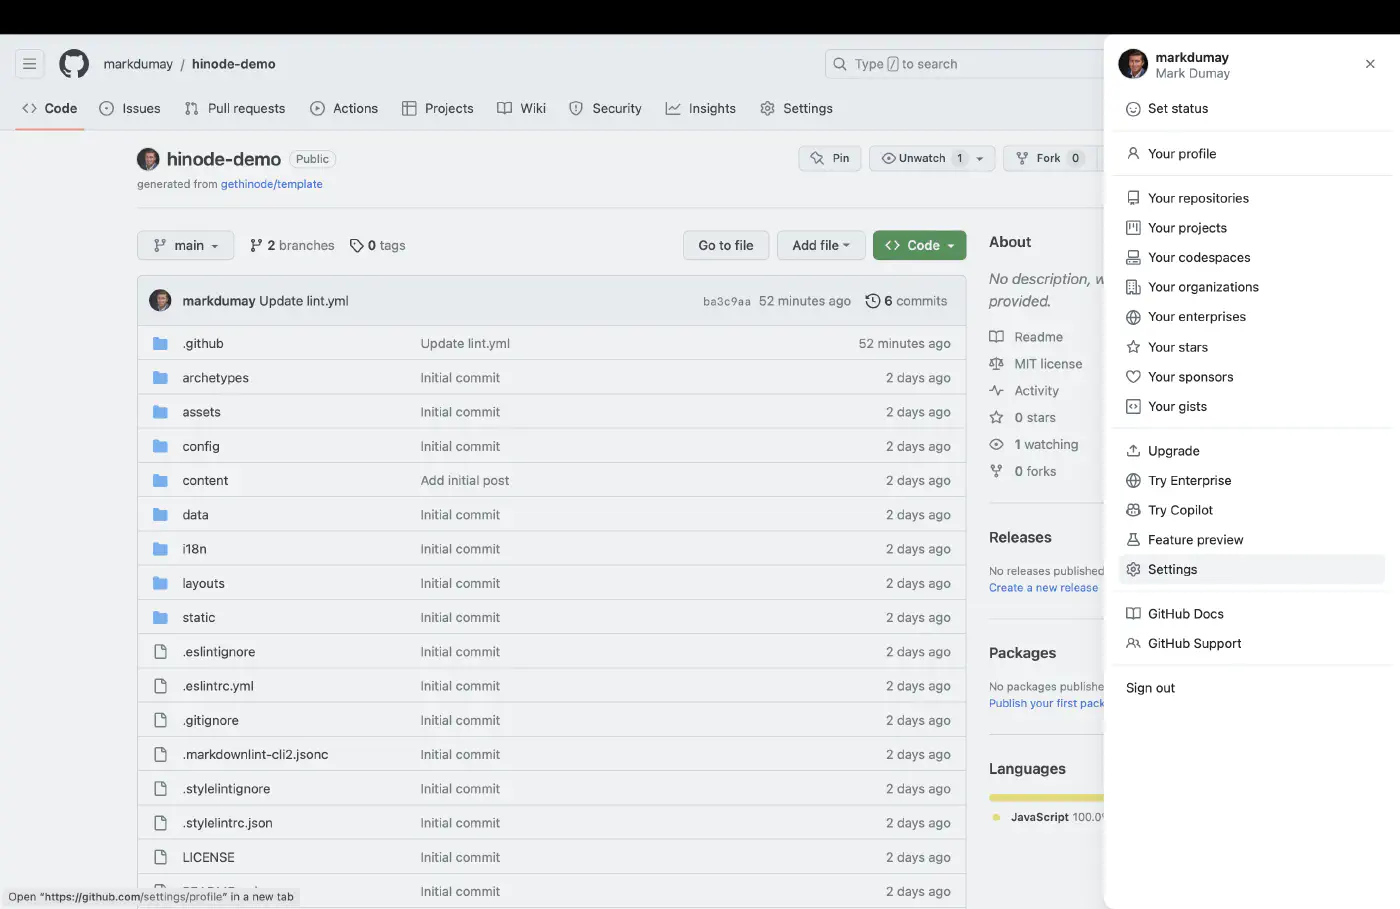 markdumay / hinode-demo
Type / to search
Code
Issues
Pull requests
Actions
Projects
Wiki
Security
Insights
Settings
hinode-demo Public
generated from gethinode/template
Pin
Unwatch 1
Fork 0
main
2 branches
0 tags
Go to file
Add file
Code
markdumay Update lint.yml ba3c9aa 52 minutes ago 6 commits
.github Update lint.yml 52 minutes ago
archetypes Initial commit 2 days ago
assets Initial commit 2 days ago
config Initial commit 2 days ago
content Add initial post 2 days ago
data Initial commit 2 days ago
i18n Initial commit 2 days ago
layouts Initial commit 2 days ago
static Initial commit 2 days ago
.eslintignore Initial commit 2 days ago
.eslintrc.yml Initial commit 2 days ago
.gitignore Initial commit 2 days ago
.markdownlint-cli2.jsonc Initial commit 2 days ago
.stylelintignore Initial commit 2 days ago
.stylelintrc.json Initial commit 2 days ago
LICENSE Initial commit 2 days ago
Initial commit 2 days ago
Open “https://github.com/settings/profile” in a new tab
About
No description, w
provided.
Readme
MIT license
Activity
0 stars
1 watching
0 forks
Releases
No releases published
Create a new release
Packages
No packages publishe
Publish your first pack
Languages
JavaScript 100.0%
markdumay
Mark Dumay
Set status
Your profile
Your repositories
Your projects
Your codespaces
Your organizations
Your enterprises
Your stars
Your sponsors
Your gists
Upgrade
Try Enterprise
Try Copilot
Feature preview
Settings
GitHub Docs
GitHub Support
Sign out